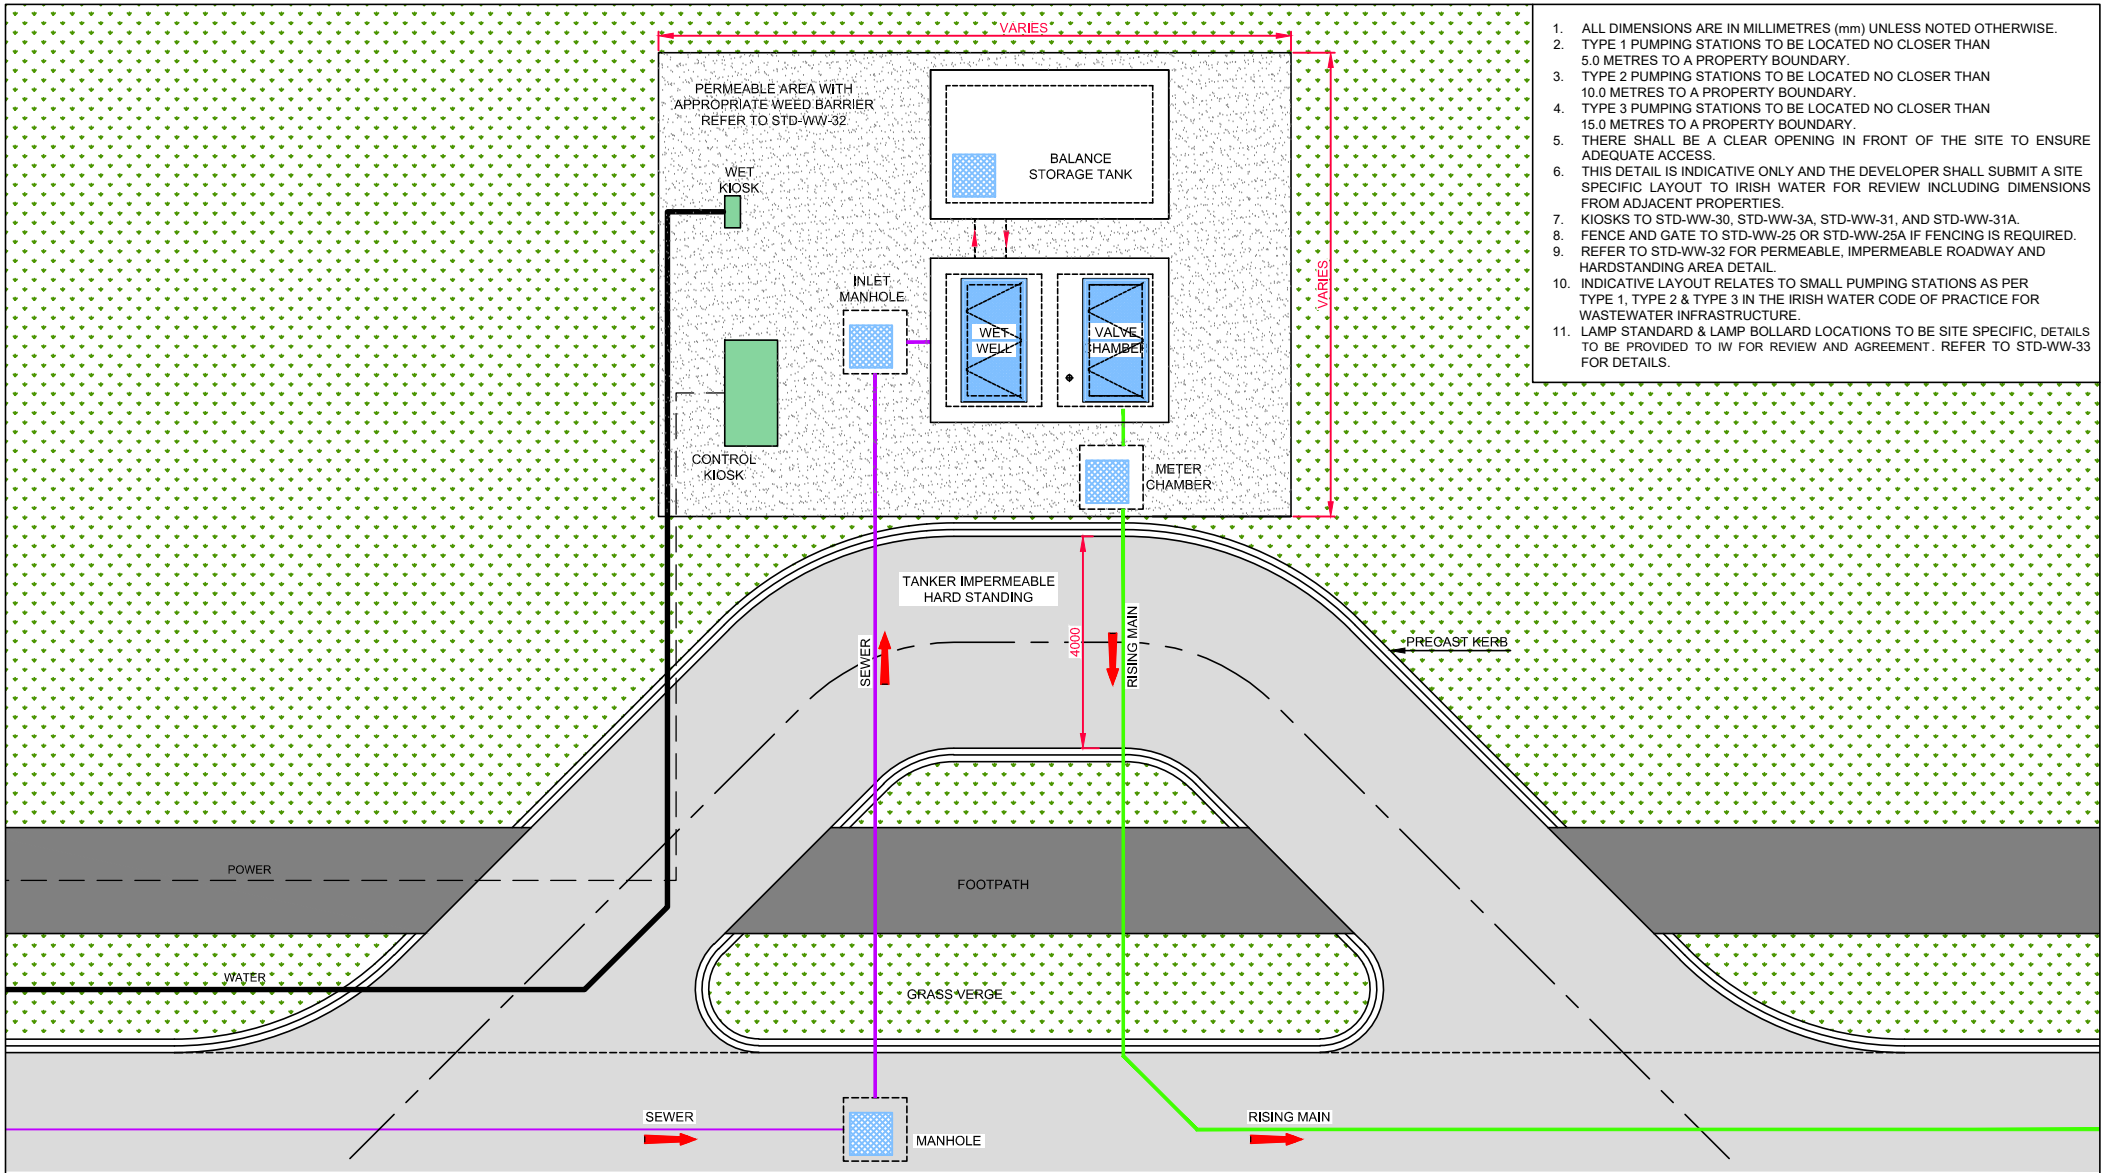 VARIES
PERMEABLE AREA WITH
APPROPRIATE WEED BARRIER
REFER TO STD-WW-32
BALANCE
STORAGE TANK
WET
KIOSK
VARIES
INLET
MANHOLE
WET
WELL
VALVE
HAMBE
CONTROL
KIOSK
METER
CHAMBER
TANKER IMPERMEABLE
HARD STANDING
SEWER
4000
RISING MAIN
PRECAST KERB
POWER
FOOTPATH
WATER
GRASS VERGE
SEWER
MANHOLE
RISING MAIN
1. ALL DIMENSIONS ARE IN MILLIMETRES (mm) UNLESS NOTED OTHERWISE.
2. TYPE 1 PUMPING STATIONS TO BE LOCATED NO CLOSER THAN
5.0 METRES TO A PROPERTY BOUNDARY.
3. TYPE 2 PUMPING STATIONS TO BE LOCATED NO CLOSER THAN
10.0 METRES TO A PROPERTY BOUNDARY.
4. TYPE 3 PUMPING STATIONS TO BE LOCATED NO CLOSER THAN
15.0 METRES TO A PROPERTY BOUNDARY.
5. THERE SHALL BE A CLEAR OPENING IN FRONT OF THE SITE TO ENSURE
ADEQUATE ACCESS.
6. THIS DETAIL IS INDICATIVE ONLY AND THE DEVELOPER SHALL SUBMIT A SITE
SPECIFIC LAYOUT TO IRISH WATER FOR REVIEW INCLUDING DIMENSIONS
FROM ADJACENT PROPERTIES.
7. KIOSKS TO STD-WW-30, STD-WW-3A, STD-WW-31, AND STD-WW-31A.
8. FENCE AND GATE TO STD-WW-25 OR STD-WW-25A IF FENCING IS REQUIRED.
9. REFER TO STD-WW-32 FOR PERMEABLE, IMPERMEABLE ROADWAY AND
HARDSTANDING AREA DETAIL.
10. INDICATIVE LAYOUT RELATES TO SMALL PUMPING STATIONS AS PER
TYPE 1, TYPE 2 & TYPE 3 IN THE IRISH WATER CODE OF PRACTICE FOR
WASTEWATER INFRASTRUCTURE.
11. LAMP STANDARD & LAMP BOLLARD LOCATIONS TO BE SITE SPECIFIC, DETAILS
TO BE PROVIDED TO IW FOR REVIEW AND AGREEMENT. REFER TO STD-WW-33
FOR DETAILS.